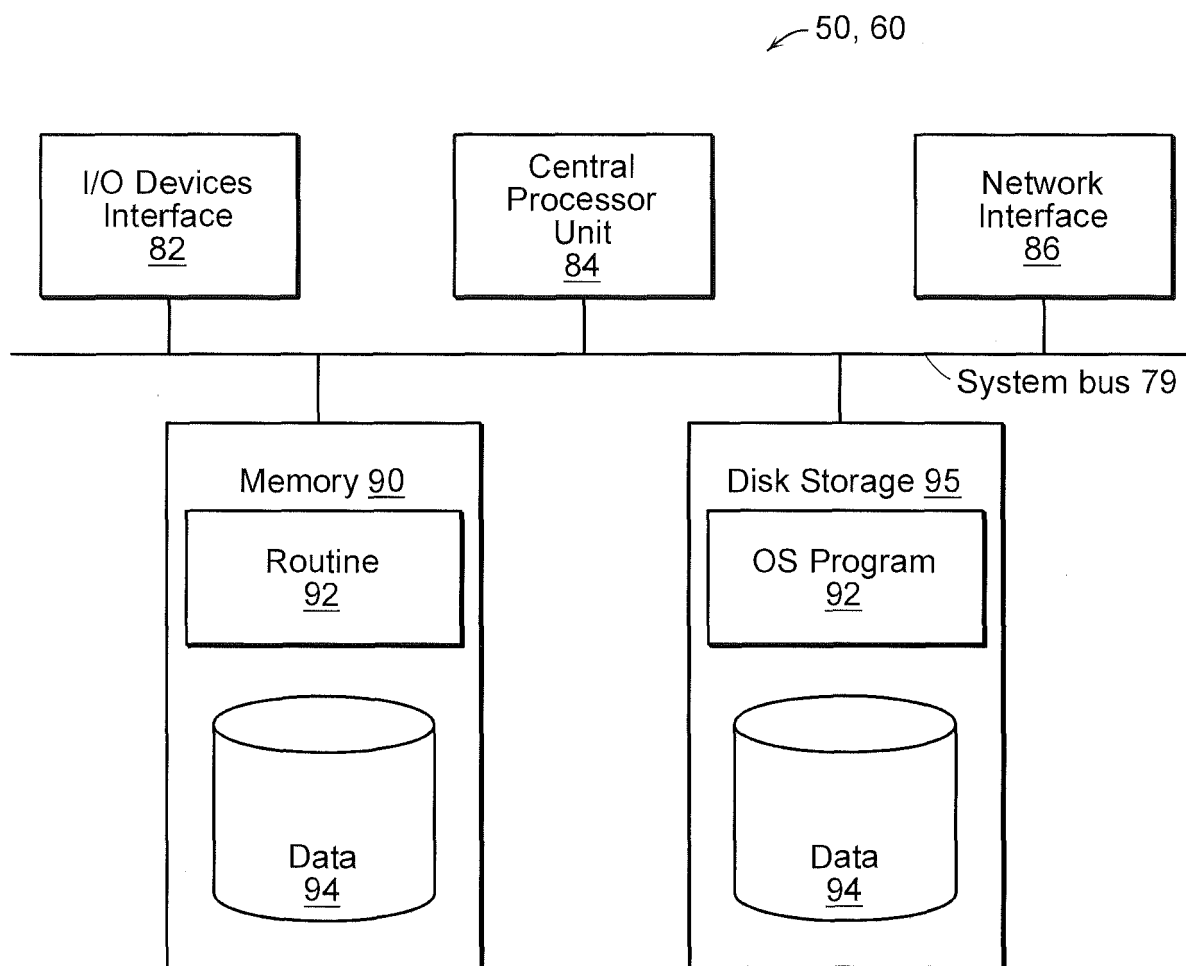 50, 60
I/O Devices
Interface
82
Central
Processor
Unit
84
Network
Interface
86
System bus 79
Memory 90
Routine
92
Data
94
Disk Storage 95
OS Program
92
Data
94